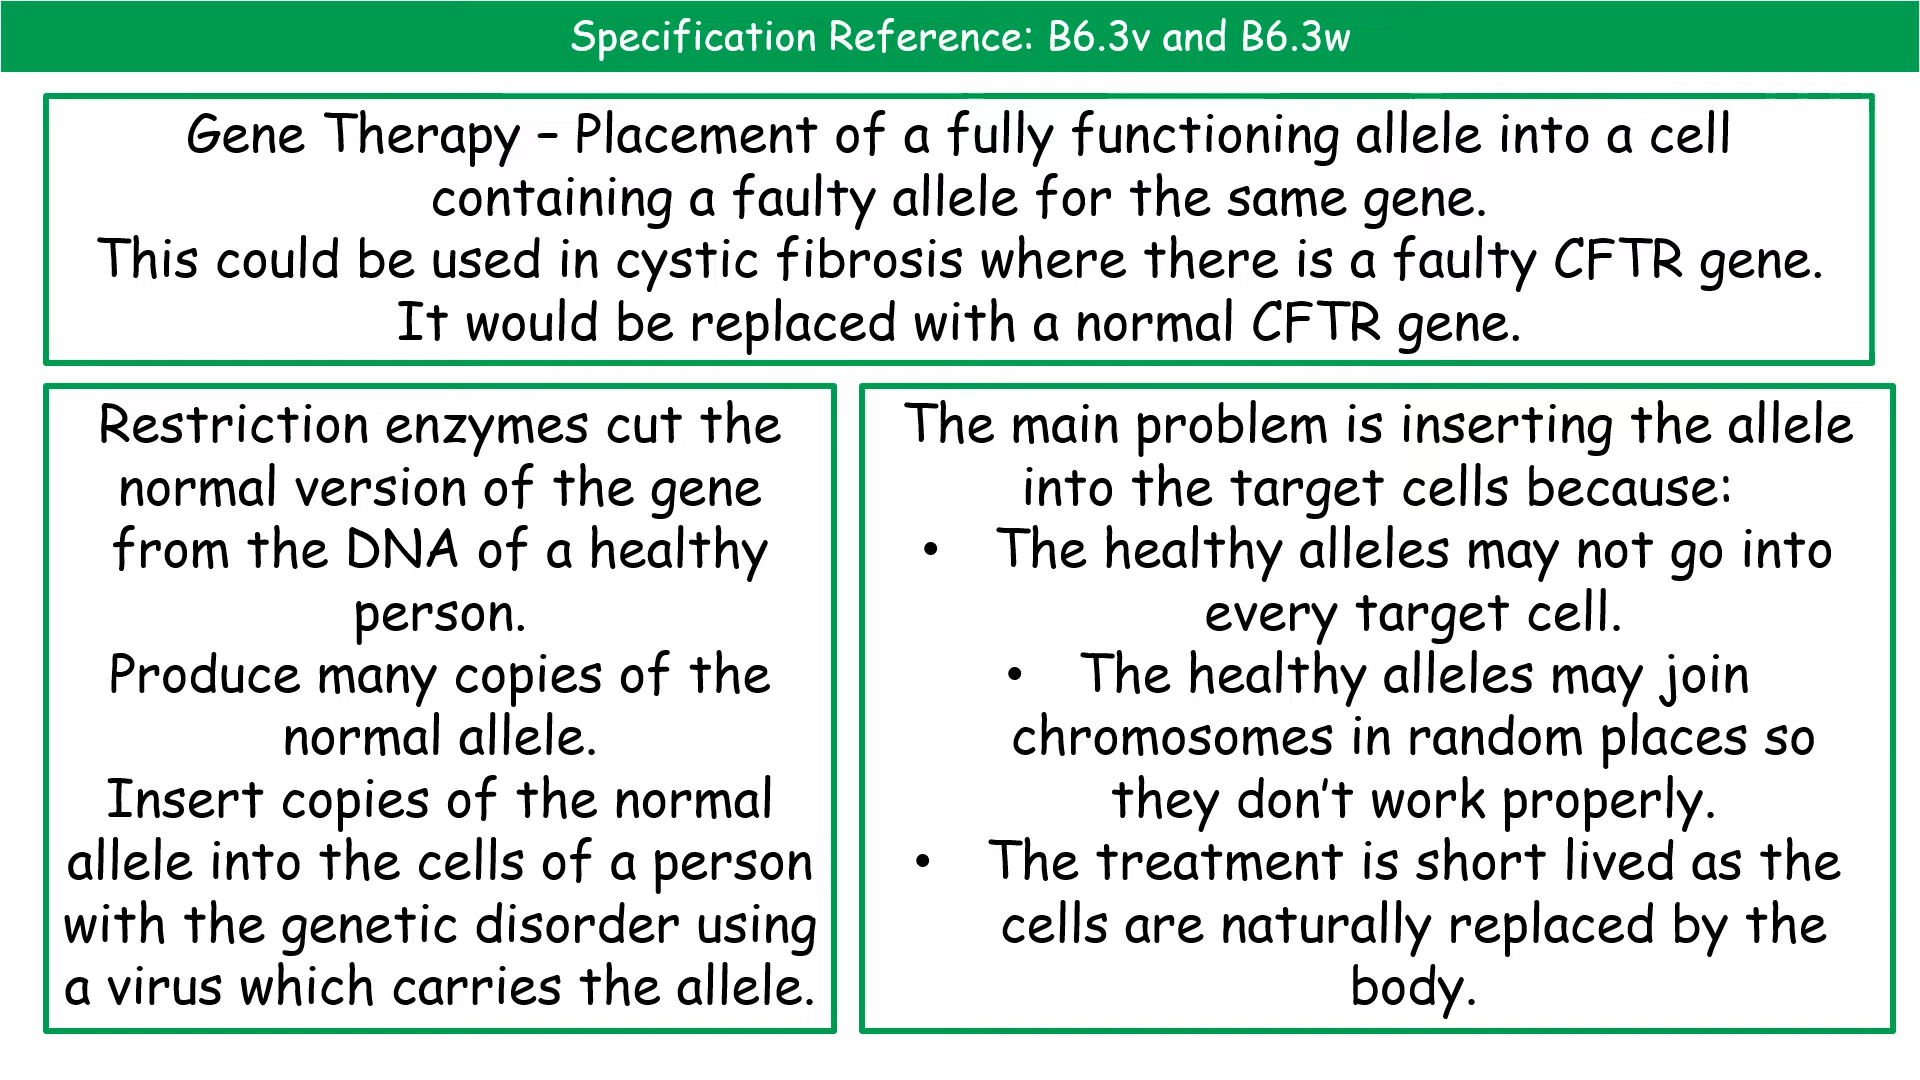 Specification Reference: B6.3v and B6.3w
Gene Therapy – Placement of a fully functioning allele into a cell
containing a faulty allele for the same gene.
This could be used in cystic fibrosis where there is a faulty CFTR gene.
It would be replaced with a normal CFTR gene.
Restriction enzymes cut the
normal version of the gene
from the DNA of a healthy
person.
Produce many copies of the
normal allele.
Insert copies of the normal
allele into the cells of a person
with the genetic disorder using
a virus which carries the allele.
The main problem is inserting the allele
into the target cells because:
• The healthy alleles may not go into
every target cell.
• The healthy alleles may join
chromosomes in random places so
they don’t work properly.
• The treatment is short lived as the
cells are naturally replaced by the
body.